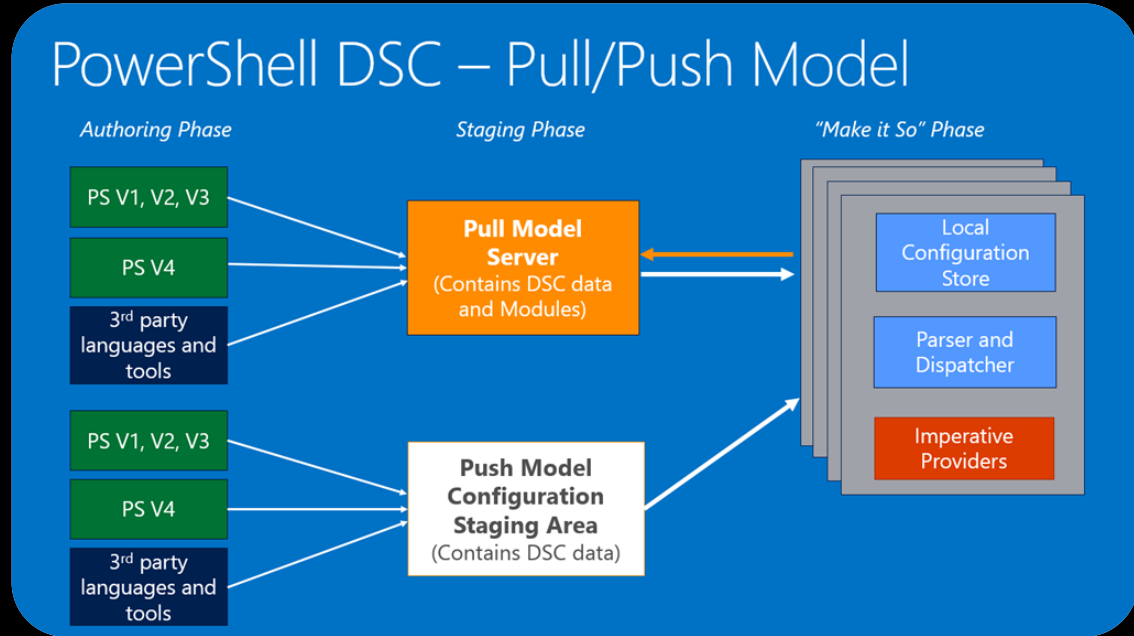 PowerShell DSC – Pull/Push Model
Authoring Phase
Staging Phase
“Make it So” Phase
PS V1, V2, V3
PS V4
3rd party
languages and
tools
Pull Model
Server
(Contains DSC data
and Modules)
Local
Configuration
Store
Parser and
Dispatcher
Imperative
Providers
PS V1, V2, V3
PS V4
3rd party
languages and
tools
Push Model
Configuration
Staging Area
(Contains DSC data)